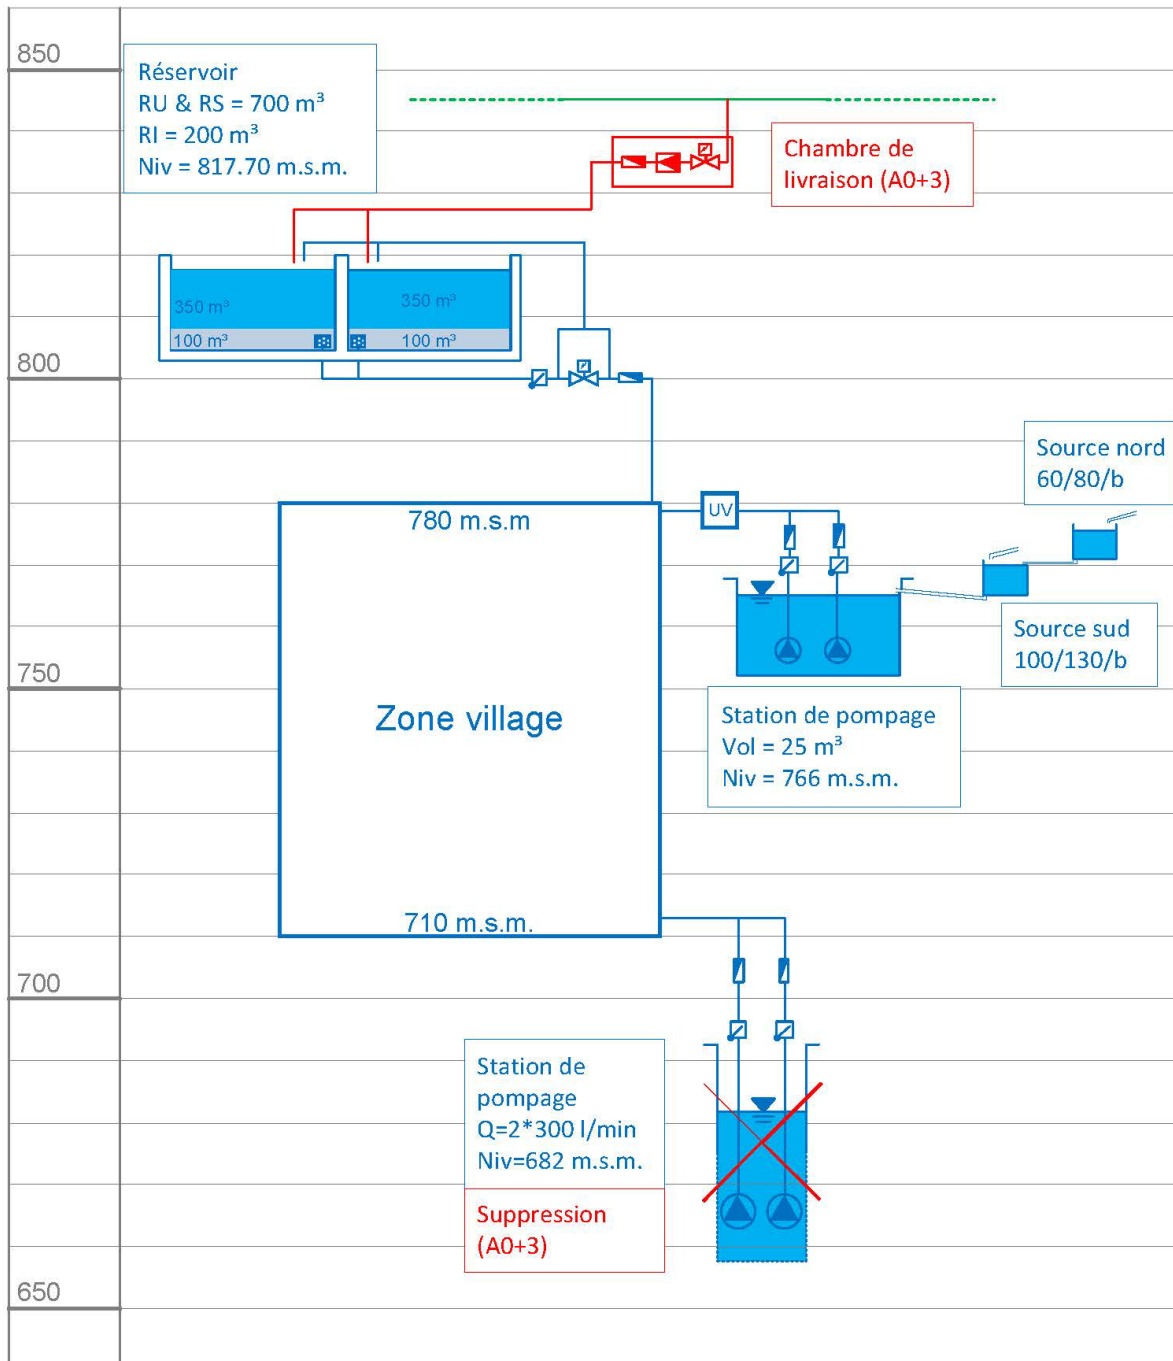 850
Réservoir
RU & RS = 700 m³
RI = 200 m³
Niv = 817.70 m.s.m.
Chambre de
livraison (A0+3)
350 m³
350 m³
100 m³
100 m³
800
Source nord
60/80/b
780 m.s.m
UV
Source sud
100/130/b
750
Zone village
Station de pompage
Vol = 25 m³
Niv = 766 m.s.m.
710 m.s.m.
700
Station de
pompage
Q=2*300 l/min
Niv=682 m.s.m.
Suppression
(A0+3)
650